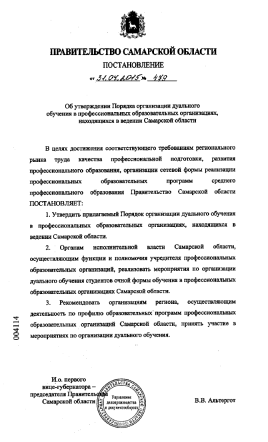 ПРАВИТЕЛЬСТВО САМАРСКОЙ ОБЛАСТИ
ПОСТАНОВЛЕНИЕ
от 31.07.2015 № 480
Об утверждении Порядка организации дуального
обучения в профессиональных образовательных организациях,
находящихся в ведении Самарской области
В целях достижения соответствующего требованиям регионального
рынка труда качества профессиональной подготовки, развития
профессионального образования, организации сетевой формы реализации
профессиональных образовательных программ среднего
профессионального образования Правительство Самарской области
ПОСТАНОВЛЯЕТ:
1. Утвердить прилагаемый Порядок организации дуального обучения
в профессиональных образовательных организациях, находящихся в
ведении Самарской области.
2. Органам исполнительной власти Самарской области,
осуществляющим функции и полномочия учредителя профессиональных
образовательных организаций, реализовать мероприятия по организации
дуального обучения студентов очной формы обучения в профессиональных
образовательных организациях Самарской области.
3. Рекомендовать организациям региона, осуществляющим
деятельность по профилю образовательных программ профессиональных
образовательных организаций Самарской области, принять участие в
мероприятиях по организации дуального обучения.
004114
И.о. первого
вице-губернатора –
председателя Правительства
Самарской области
Управление
делопроизводства
и документооборота
В.В. Альтергот